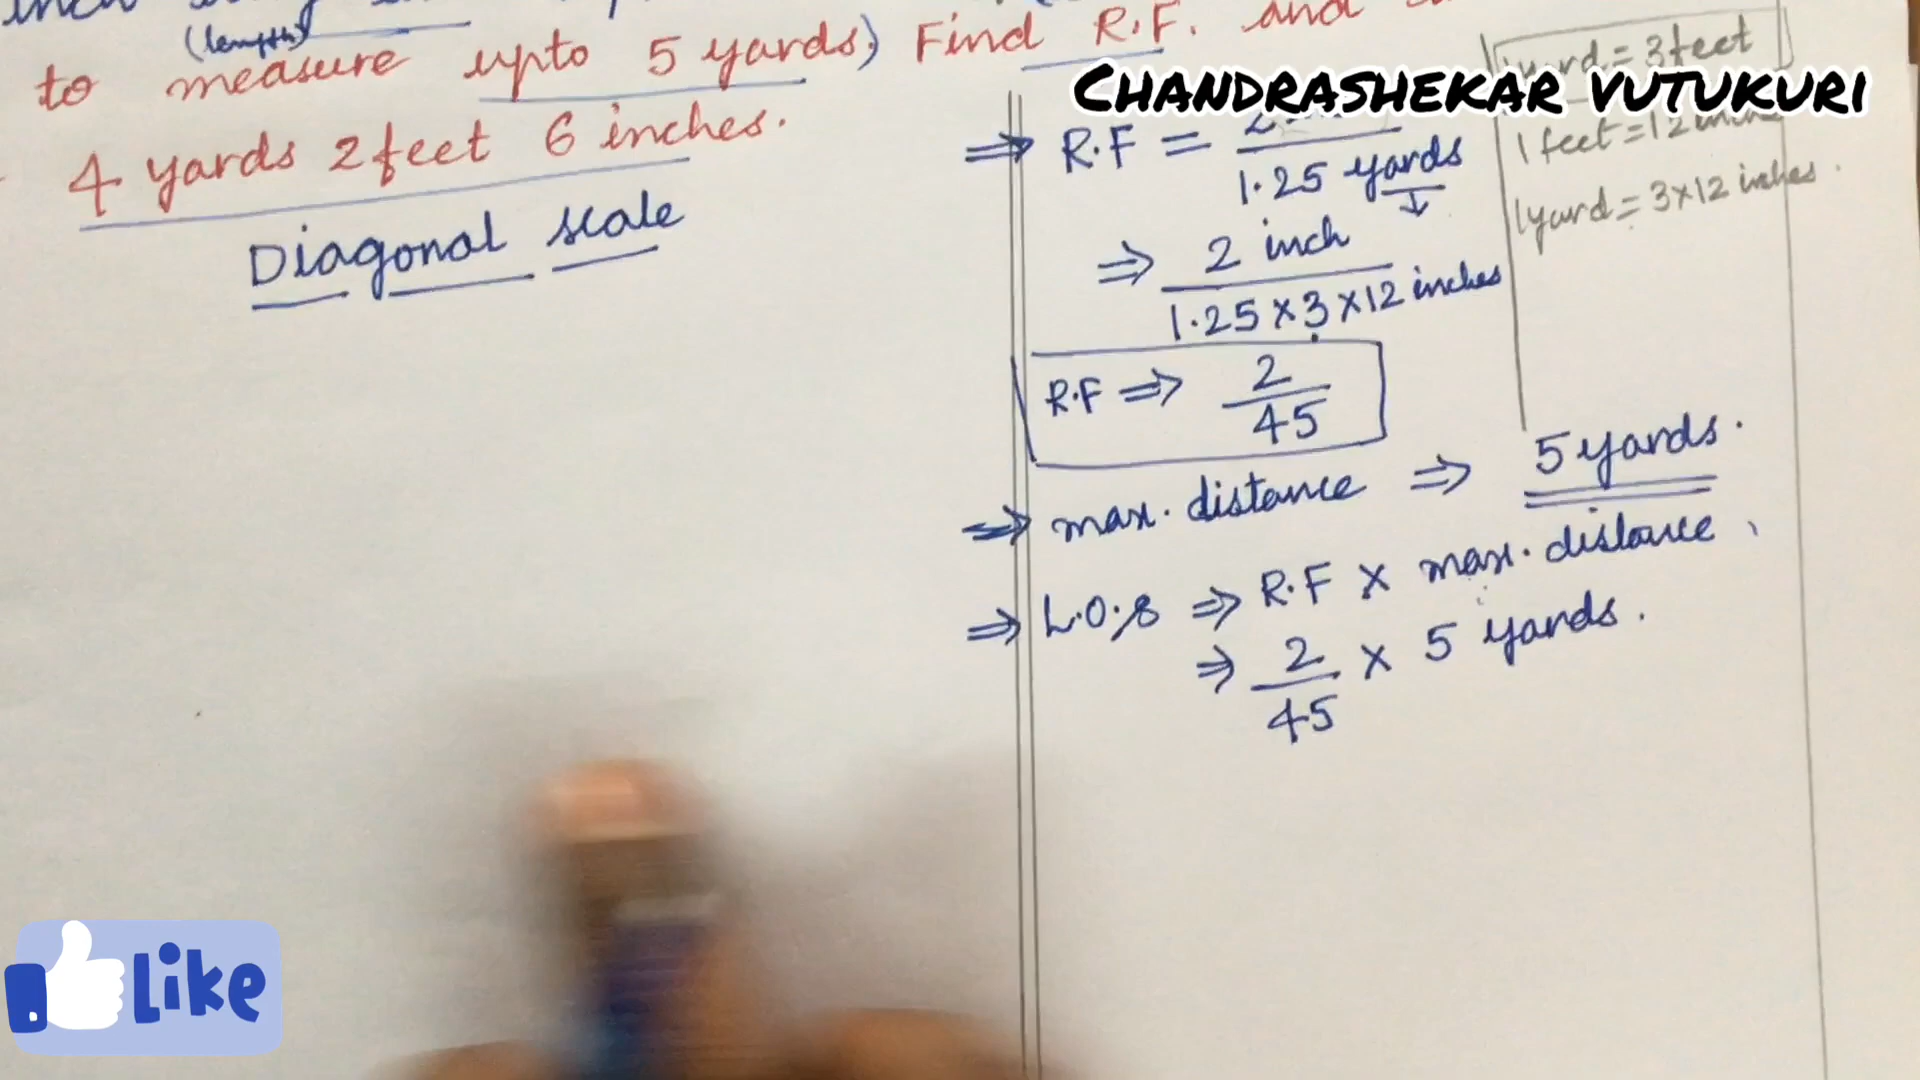 (length)
to measure upto 5 yards.) Find R.F. and
4 yards 2 feet 6 inches.
Diagonal scale
1 yard = 3 feet
CHANDRASHEKAR VUTUKURI
1 feet = 12 inches
1 yard = 3 × 12 inches.
⇒ R.F =
1.25 yards
↓
⇒ 2 inch
1.25 × 3 × 12 inches
R.F ⇒ 2
45
⇒ max. distance ⇒ 5 yards.
⇒ L.O.S ⇒ R.F × max. distance
⇒ 2 × 5 yards.
45
Like